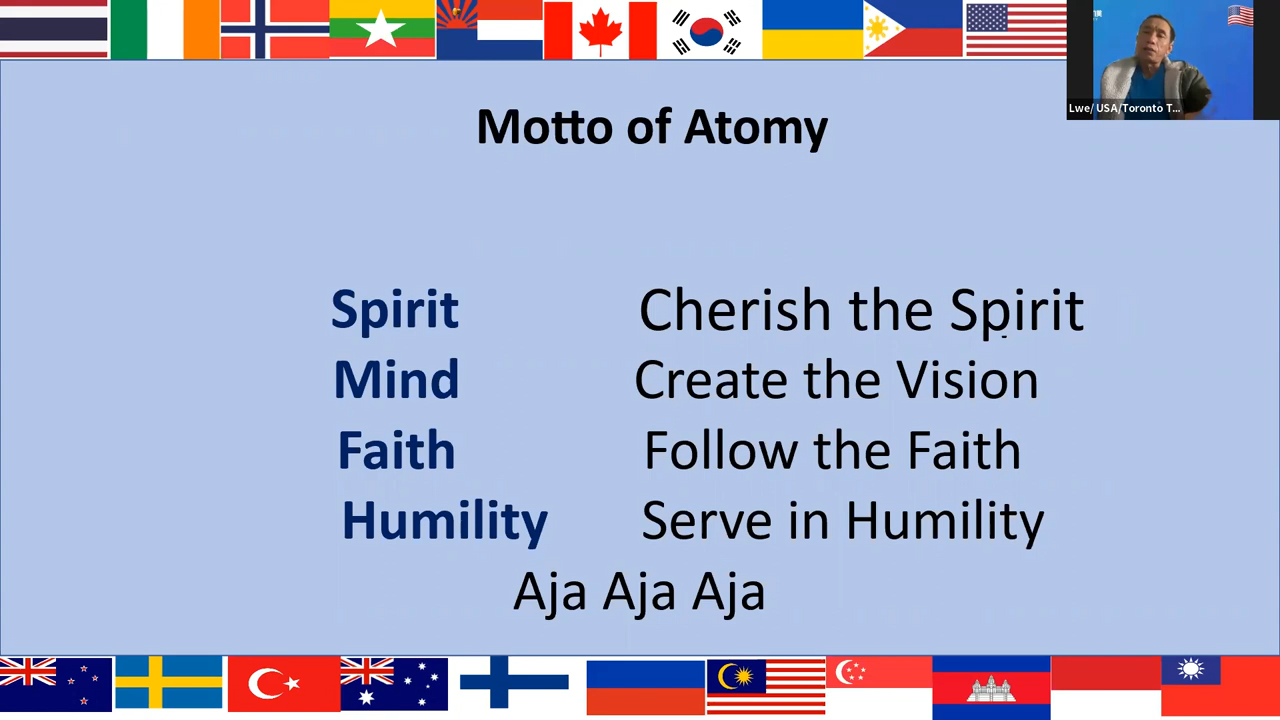 Motto of Atomy
Lwe/ USA/Toronto T...
Spirit Cherish the Spirit
Mind Create the Vision
Faith Follow the Faith
Humility Serve in Humility
Aja Aja Aja